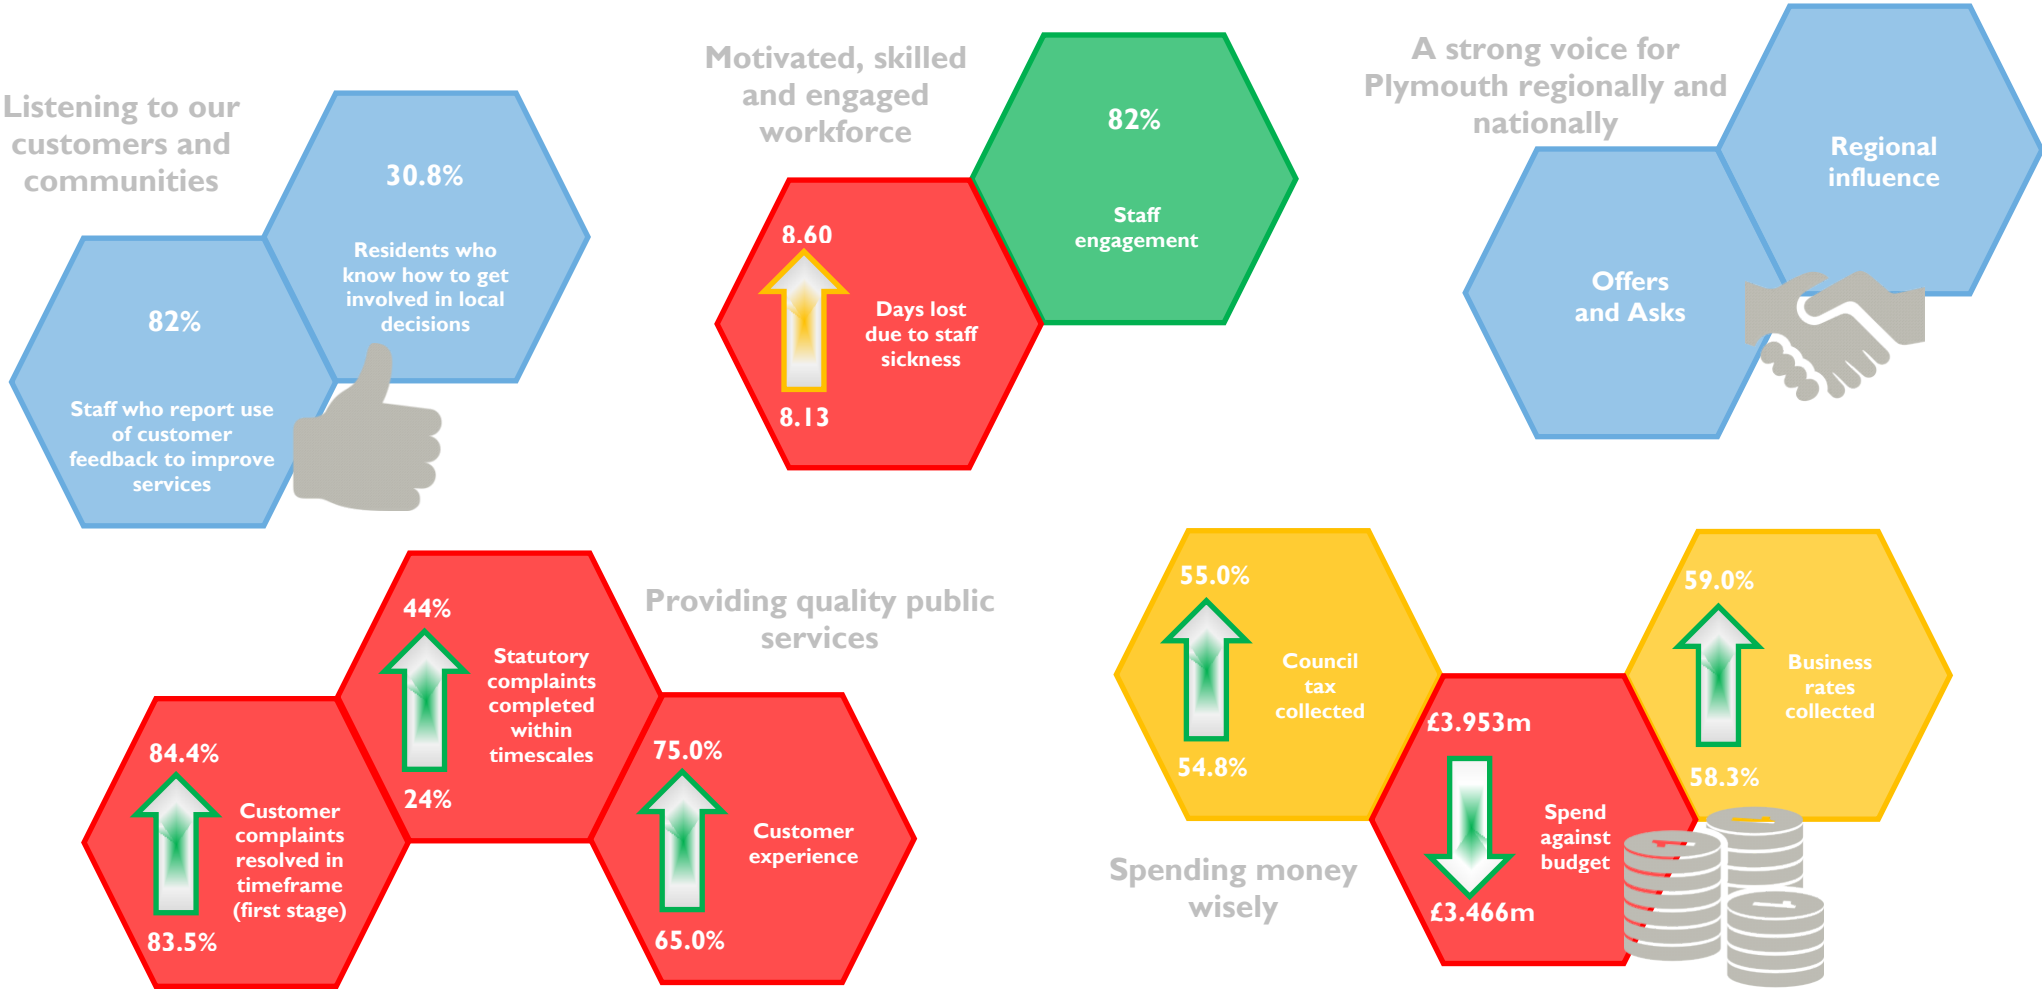 Listening to our
customers and
communities
30.8%
Residents who
know how to get
involved in local
decisions
82%
Staff who report use
of customer
feedback to improve
services
Motivated, skilled
and engaged
workforce
82%
Staff
engagement
8.60
Days lost
due to staff
sickness
8.13
A strong voice for
Plymouth regionally and
nationally
Regional
influence
Offers
and Asks
Providing quality public
services
44%
Statutory
complaints
completed
within
timescales
24%
84.4%
Customer
complaints
resolved in
timeframe
(first stage)
83.5%
75.0%
Customer
experience
65.0%
55.0%
Council
tax
collected
54.8%
59.0%
Business
rates
collected
58.3%
£3.953m
Spend
against
budget
£3.466m
Spending money
wisely